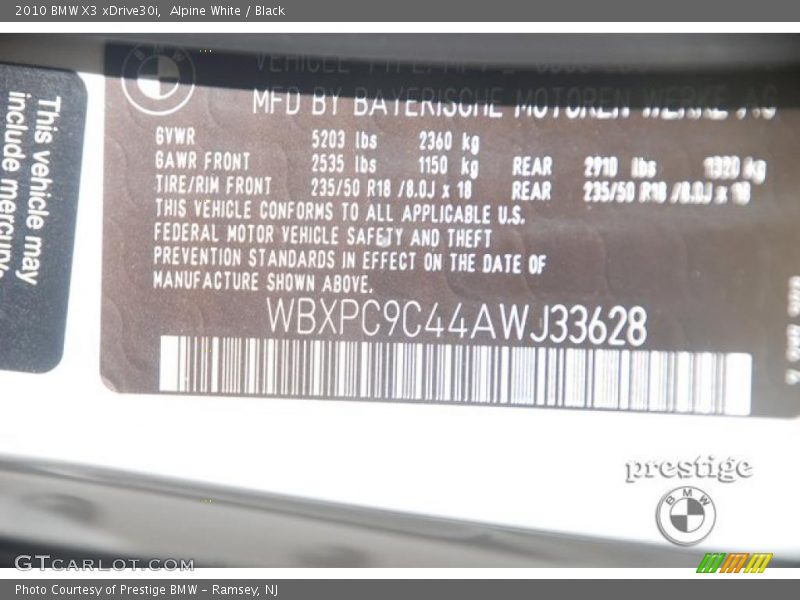 2010 BMW X3 xDrive30i,  Alpine White / Black
This vehicle may
include mercury.
MFD BY BAYERISCHE MOTOREN WERKE AG
GVWR 5203 lbs 2360 kg
GAWR FRONT 2535 lbs 1150 kg REAR 2910 lbs 1320 kg
TIRE/RIM FRONT 235/50 R18 /8.0J x 18 REAR 235/50 R18 /8.0J x 18
THIS VEHICLE CONFORMS TO ALL APPLICABLE U.S.
FEDERAL MOTOR VEHICLE SAFETY AND THEFT
PREVENTION STANDARDS IN EFFECT ON THE DATE OF
MANUFACTURE SHOWN ABOVE.
WBXPC9C44AWJ33628
prestige
BMW
GTCARLOT.COM
Photo Courtesy of Prestige BMW - Ramsey, NJ